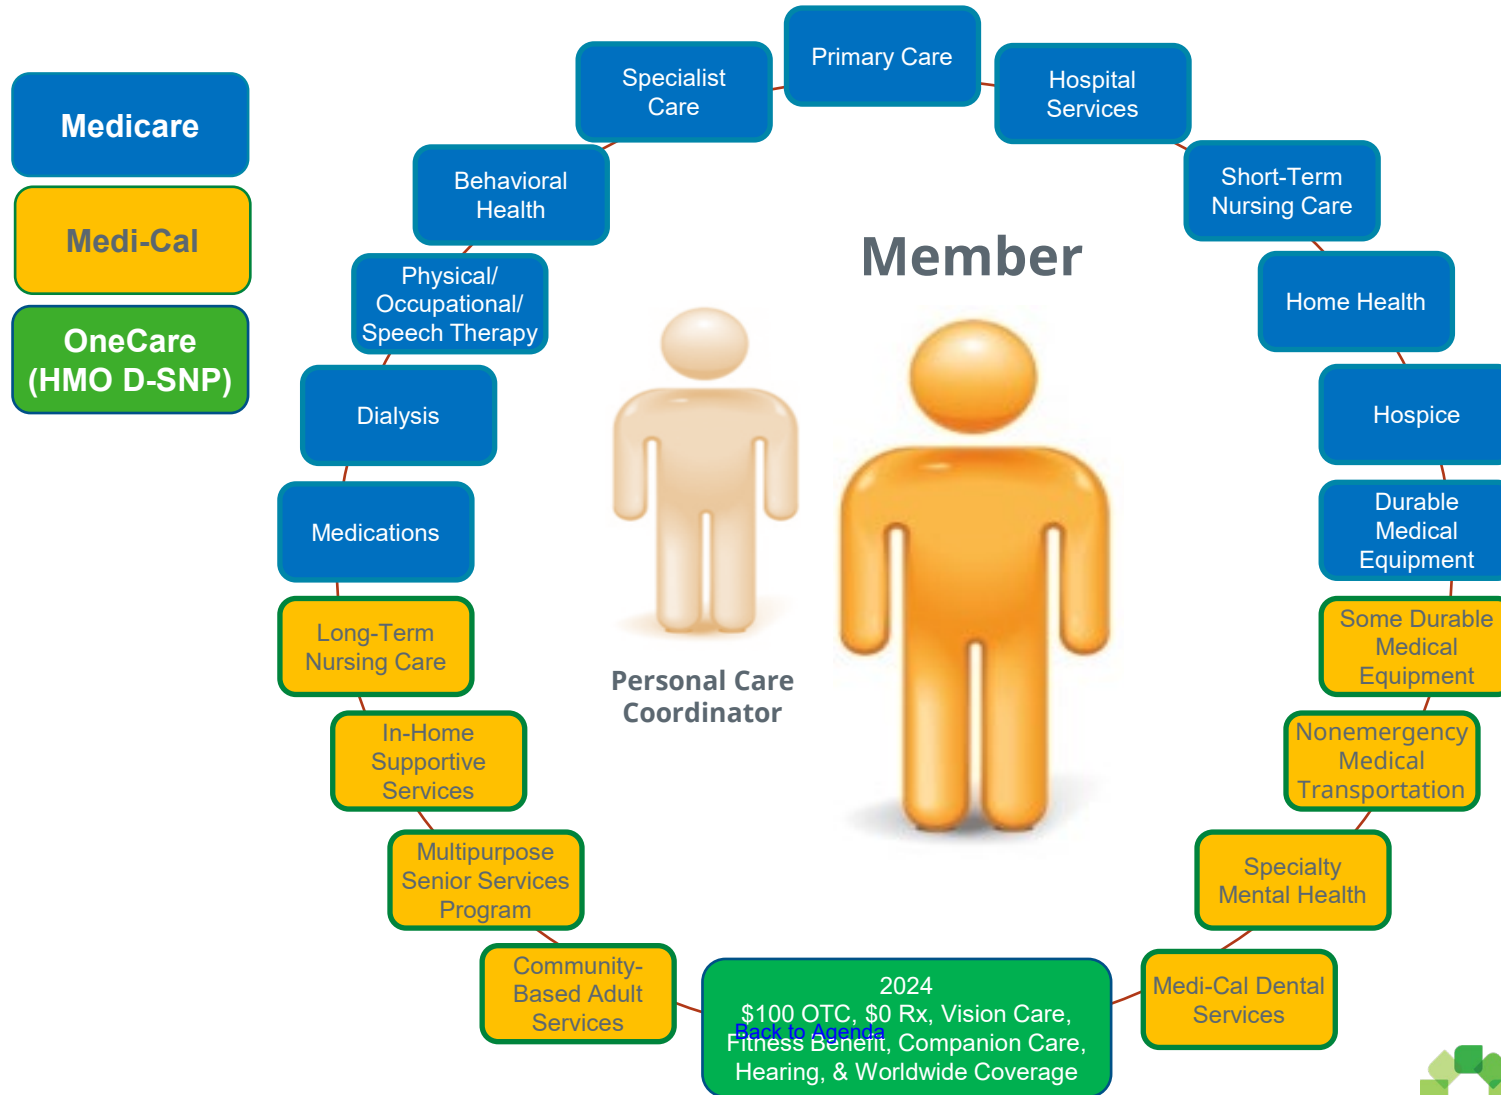 Medicare
Medi-Cal
OneCare
(HMO D-SNP)
Primary Care
Specialist
Care
Hospital
Services
Behavioral
Health
Short-Term
Nursing Care
Physical/
Occupational/
Speech Therapy
Member
Home Health
Dialysis
Hospice
Medications
Durable
Medical
Equipment
Long-Term
Nursing Care
Some Durable
Medical
Equipment
Personal Care
Coordinator
In-Home
Supportive
Services
Nonemergency
Medical
Transportation
Multipurpose
Senior Services
Program
Specialty
Mental Health
Community-
Based Adult
Services
2024
$100 OTC, $0 Rx, Vision Care,
Back to Agenda
Fitness Benefit, Companion Care,
Hearing, & Worldwide Coverage
Medi-Cal Dental
Services